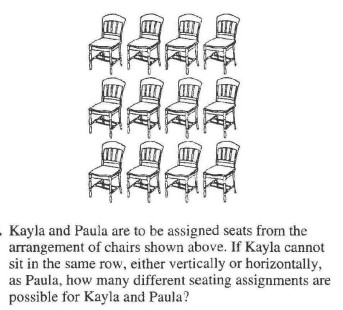 . Kayla and Paula are to be assigned seats from the
arrangement of chairs shown above. If Kayla cannot
sit in the same row, either vertically or horizontally,
as Paula, how many different seating assignments are
possible for Kayla and Paula?